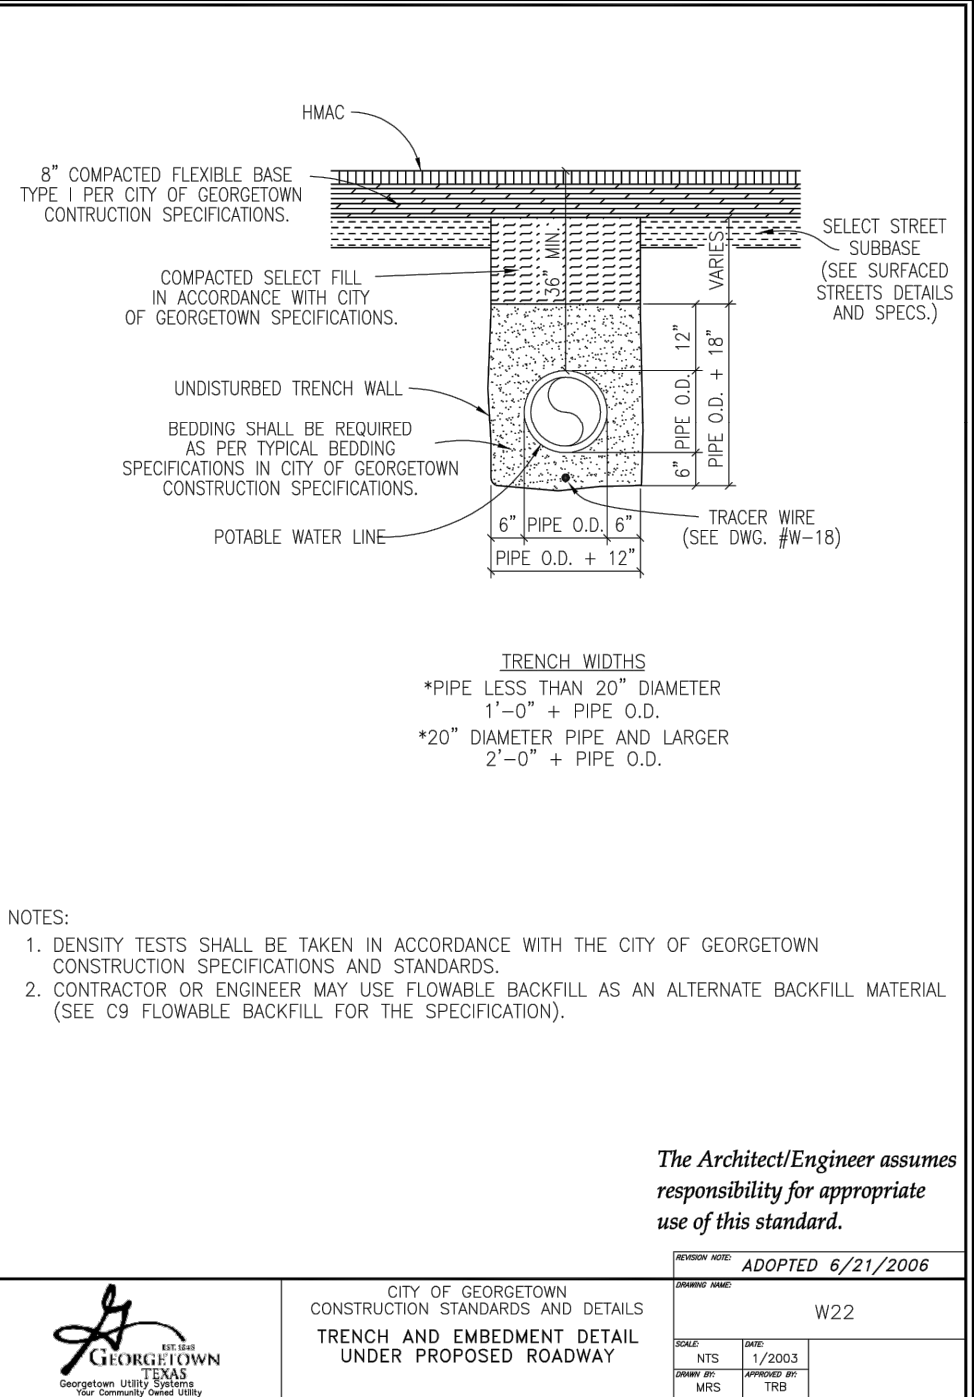 HMAC
8" COMPACTED FLEXIBLE BASE
TYPE I PER CITY OF GEORGETOWN
CONTRUCTION SPECIFICATIONS.
SELECT STREET
SUBBASE
(SEE SURFACED
STREETS DETAILS
AND SPECS.)
36" MIN.
VARIES
COMPACTED SELECT FILL
IN ACCORDANCE WITH CITY
OF GEORGETOWN SPECIFICATIONS.
12"
PIPE O.D.
6"
PIPE O.D. + 18"
UNDISTURBED TRENCH WALL
BEDDING SHALL BE REQUIRED
AS PER TYPICAL BEDDING
SPECIFICATIONS IN CITY OF GEORGETOWN
CONSTRUCTION SPECIFICATIONS.
POTABLE WATER LINE
6" PIPE O.D. 6"
PIPE O.D. + 12"
TRACER WIRE
(SEE DWG. #W-18)
TRENCH WIDTHS
*PIPE LESS THAN 20" DIAMETER
1'-0" + PIPE O.D.
*20" DIAMETER PIPE AND LARGER
2'-0" + PIPE O.D.
NOTES:
1. DENSITY TESTS SHALL BE TAKEN IN ACCORDANCE WITH THE CITY OF GEORGETOWN
CONSTRUCTION SPECIFICATIONS AND STANDARDS.
2. CONTRACTOR OR ENGINEER MAY USE FLOWABLE BACKFILL AS AN ALTERNATE BACKFILL MATERIAL
(SEE C9 FLOWABLE BACKFILL FOR THE SPECIFICATION).
The Architect/Engineer assumes
responsibility for appropriate
use of this standard.
EST. 1848
GEORGETOWN
TEXAS
Georgetown Utility Systems
Your Community Owned Utility
CITY OF GEORGETOWN
CONSTRUCTION STANDARDS AND DETAILS
TRENCH AND EMBEDMENT DETAIL
UNDER PROPOSED ROADWAY
REVISION NOTE:
ADOPTED 6/21/2006
DRAWING NAME:
W22
SCALE:
NTS
DATE:
1/2003
DRAWN BY:
MRS
APPROVED BY:
TRB